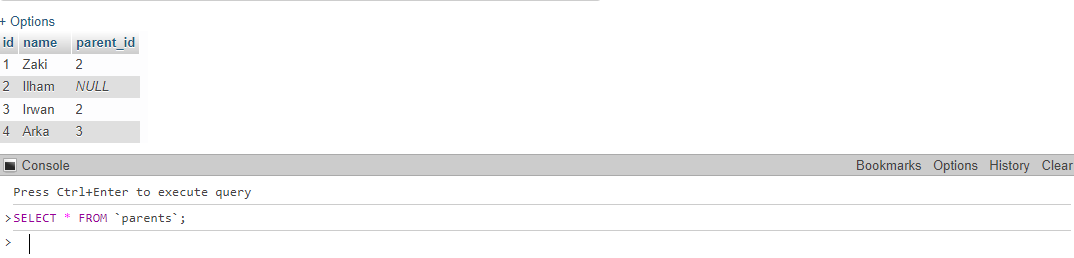 + Options
id name parent_id
1 Zaki 2
2 Ilham NULL
3 Irwan 2
4 Arka 3
Console Bookmarks Options History Clear
Press Ctrl+Enter to execute query
>SELECT * FROM `parents`;
>